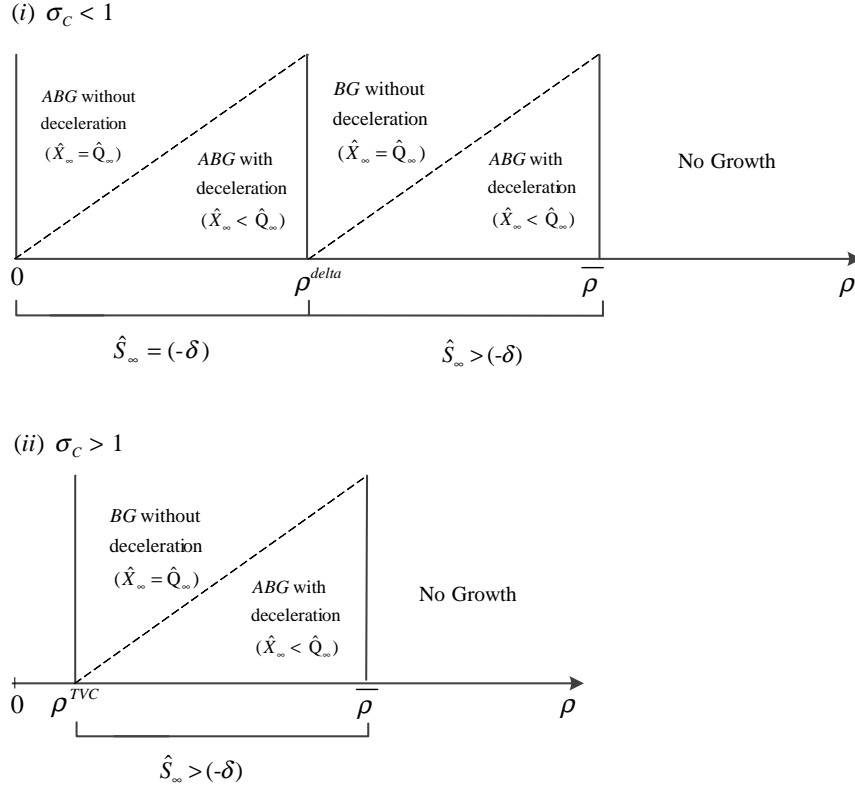 (i) σ_C < 1
ABG without
deceleration
(X̂_∞ = Q̂_∞)
ABG with
deceleration
(X̂_∞ < Q̂_∞)
BG without
deceleration
(X̂_∞ = Q̂_∞)
ABG with
deceleration
(X̂_∞ < Q̂_∞)
No Growth
0 ρ^delta ρ̄ ρ
Ŝ_∞ = (-δ) Ŝ_∞ > (-δ)
(ii) σ_C > 1
BG without
deceleration
(X̂_∞ = Q̂_∞)
ABG with
deceleration
(X̂_∞ < Q̂_∞)
No Growth
0 ρ^TVC ρ̄ ρ
Ŝ_∞ > (-δ)